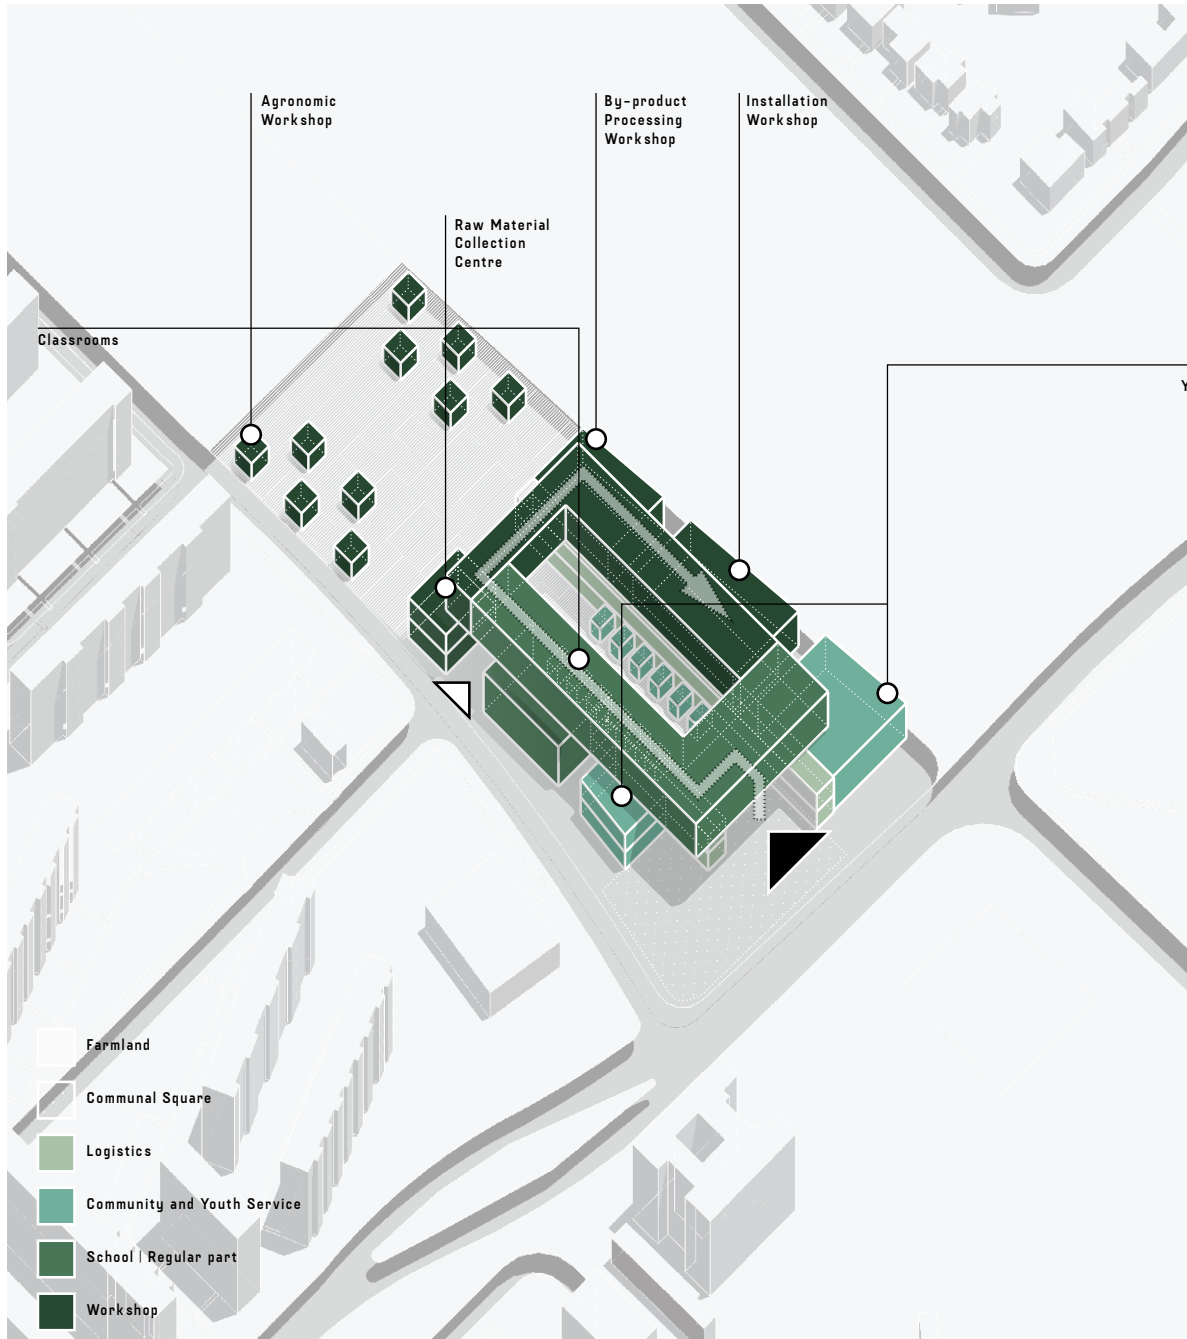 Agronomic
Workshop
By-product
Processing
Workshop
Installation
Workshop
Raw Material
Collection
Centre
Classrooms
Y
Farmland
Communal Square
Logistics
Community and Youth Service
School | Regular part
Workshop